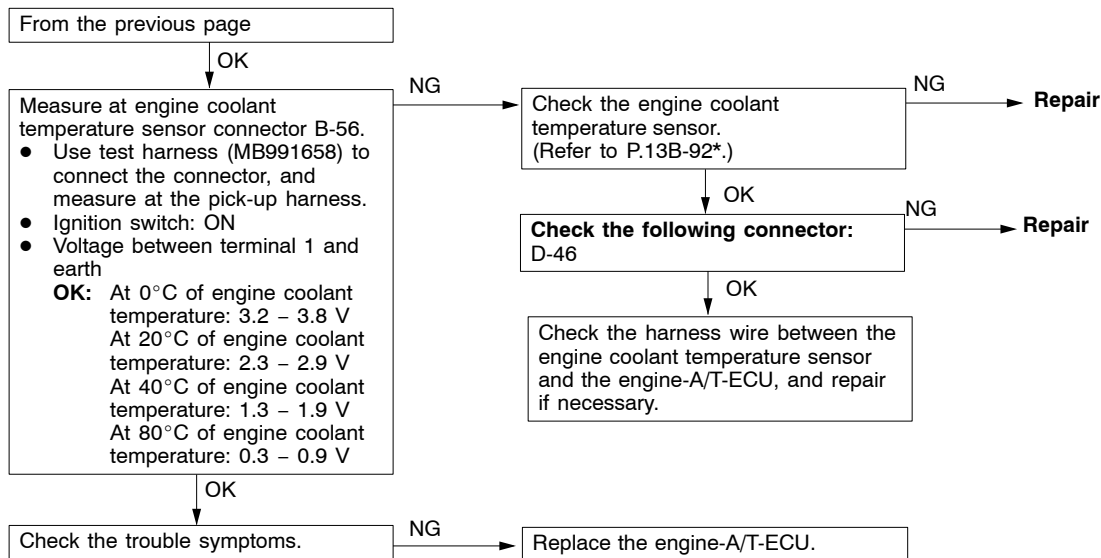 From the previous page
OK
Measure at engine coolant
temperature sensor connector B-56.
● Use test harness (MB991658) to
connect the connector, and
measure at the pick-up harness.
● Ignition switch: ON
● Voltage between terminal 1 and
earth
OK: At 0°C of engine coolant
temperature: 3.2 – 3.8 V
At 20°C of engine coolant
temperature: 2.3 – 2.9 V
At 40°C of engine coolant
temperature: 1.3 – 1.9 V
At 80°C of engine coolant
temperature: 0.3 – 0.9 V
NG
Check the engine coolant
temperature sensor.
(Refer to P.13B-92*.)
NG
Repair
OK
Check the following connector:
D-46
NG
Repair
OK
Check the harness wire between the
engine coolant temperature sensor
and the engine-A/T-ECU, and repair
if necessary.
OK
Check the trouble symptoms.
NG
Replace the engine-A/T-ECU.